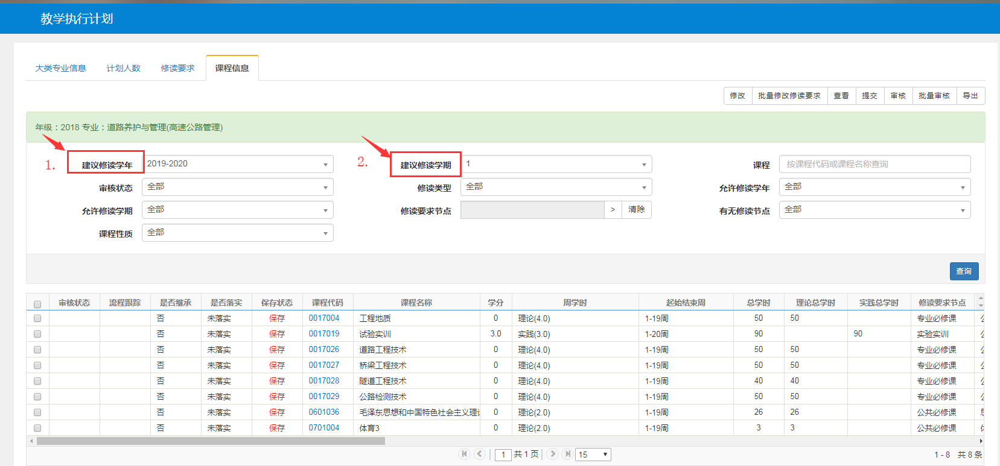 教学执行计划
大类专业信息 计划人数 修读要求 课程信息
修改 批量修改修读要求 查看 提交 审核 批量审核 导出
年级：2018 专业：道路养护与管理(高速公路管理)
1. 建议修读学年 2019-2020 2. 建议修读学期 1 课程 按课程代码或课程名称查询
审核状态 全部 修读类型 全部 允许修读学年 全部
允许修读学期 全部 修读要求节点 > 清除 有无修读节点 全部
课程性质 全部
查询
审核状态 流程跟踪 是否继承 是否落实 保存状态 课程代码 课程名称 学分 周学时 起始结束周 总学时 理论总学时 实践总学时 修读要求节点
否 未落实 保存 0017004 工程地质 0 理论(4.0) 1-19周 50 50 专业必修课
否 未落实 保存 0017019 试验实训 3.0 实践(3.0) 1-20周 90 90 实验实训
否 未落实 保存 0017026 道路工程技术 0 理论(4.0) 1-19周 50 50 专业必修课
否 未落实 保存 0017027 桥梁工程技术 0 理论(4.0) 1-19周 50 50 专业必修课
否 未落实 保存 0017028 隧道工程技术 0 理论(4.0) 1-19周 40 40 专业必修课
否 未落实 保存 0017029 公路检测技术 0 理论(4.0) 1-19周 50 50 专业必修课
否 未落实 保存 0601036 毛泽东思想和中国特色社会主义理 0 理论(2.0) 1-19周 26 26 公共必修课
否 未落实 保存 0701004 体育3 0 理论(2.0) 1-19周 3 3 公共必修课
1 共 1 页 15 1 - 8 共 8 条